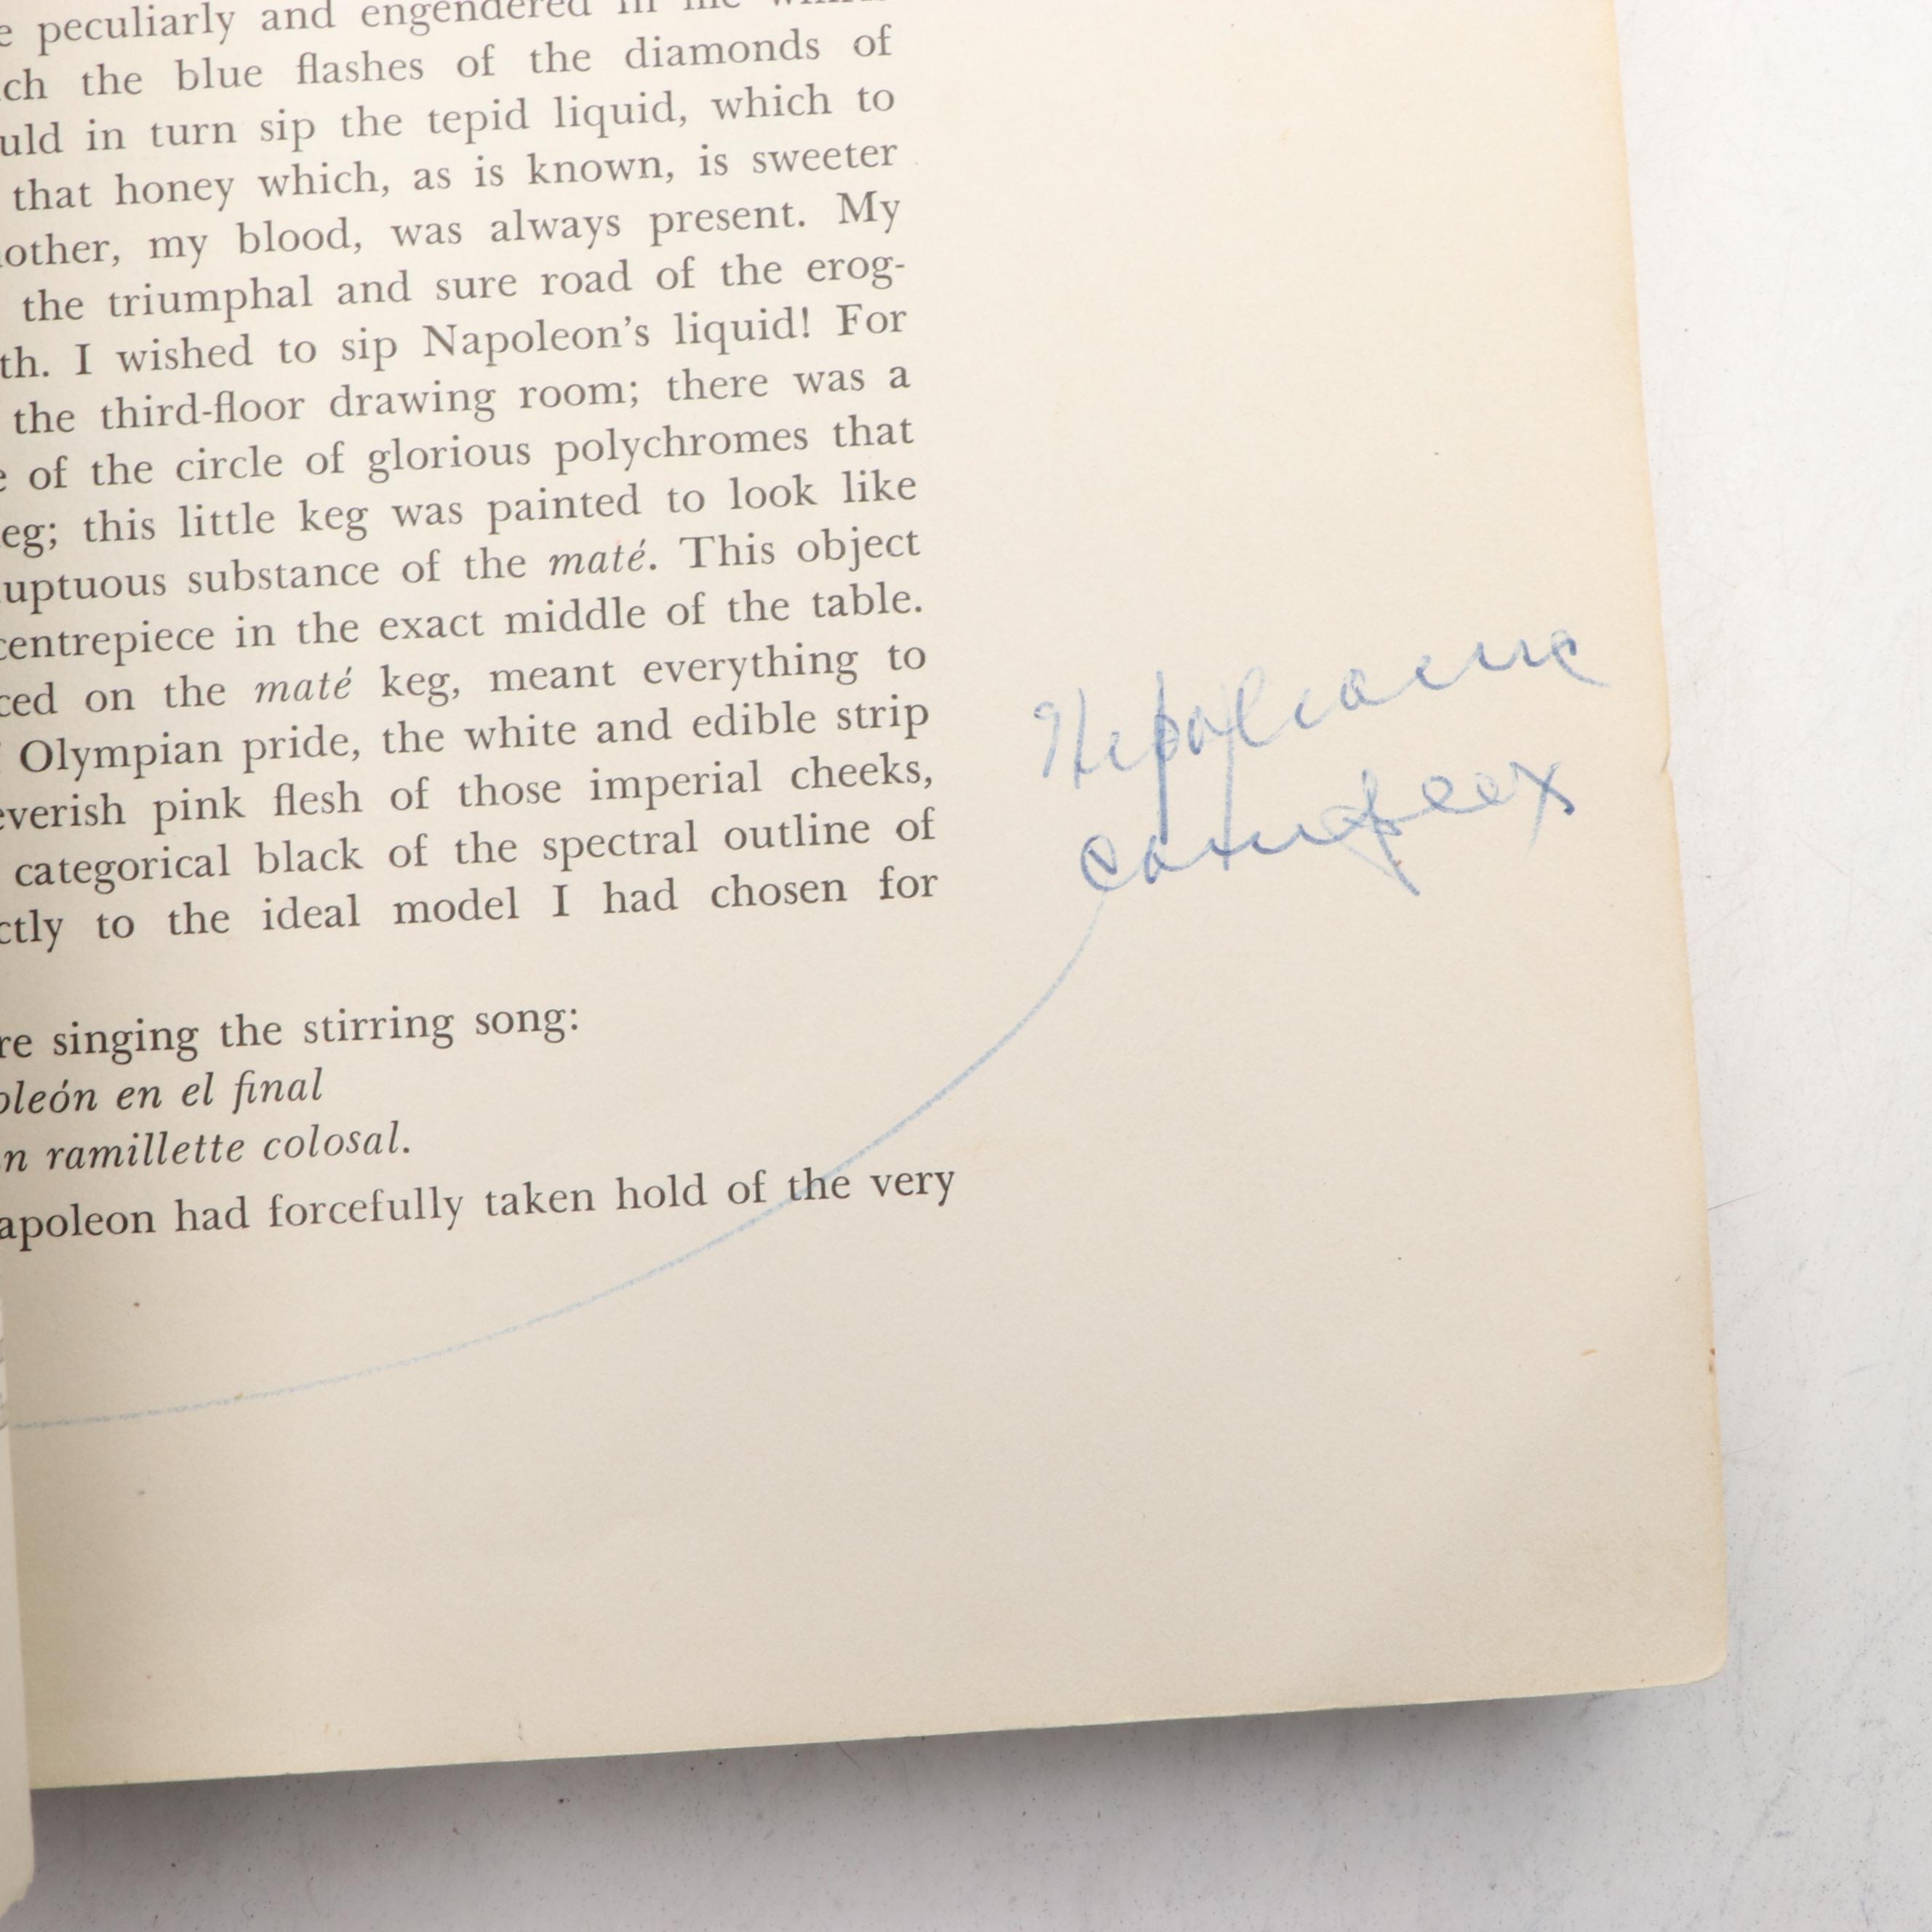 peculiarly and engendered in me
ch the blue flashes of the diamonds of
uld in turn sip the tepid liquid, which to
that honey which, as is known, is sweeter
other, my blood, was always present. My
the triumphal and sure road of the erog-
th. I wished to sip Napoleon's liquid! For
the third-floor drawing room; there was a
e of the circle of glorious polychromes that
eg; this little keg was painted to look like
uptuous substance of the maté. This object
centrepiece in the exact middle of the table.
ced on the maté keg, meant everything to
Olympian pride, the white and edible strip
everish pink flesh of those imperial cheeks,
categorical black of the spectral outline of
ctly to the ideal model I had chosen for
Napoleonic
complex
re singing the stirring song:
oleón en el final
n ramillette colosal.
apoleon had forcefully taken hold of the very